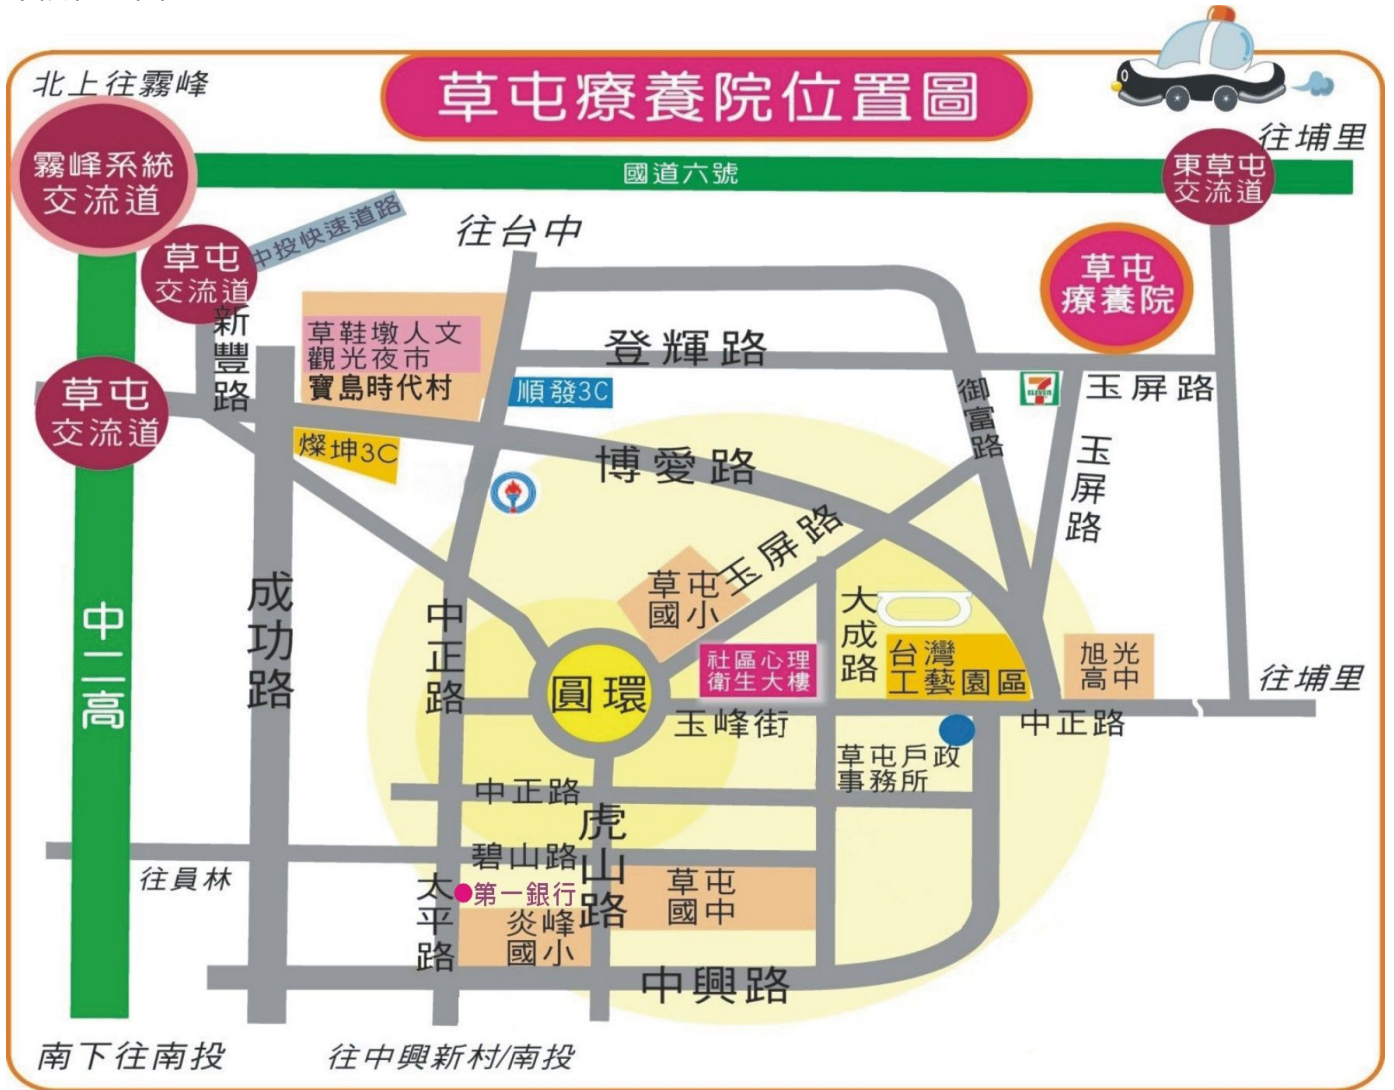 草屯療養院位置圖
北上往霧峰
往埔里
霧峰系統
交流道
國道六號
東草屯
交流道
中投快速道路
往台中
草屯
交流道
草屯
療養院
新豐路
草鞋墩人文
觀光夜市
寶島時代村
登輝路
順發3C
御富路
7
ELEVEN
玉屏路
草屯
交流道
燦坤3C
博愛路
玉屏路
玉屏路
草屯
國小
成功路
中正路
中二高
大成路
台灣
工藝園區
旭光
高中
社區心理
衛生大樓
圓環
往埔里
玉峰街
中正路
草屯戶政
事務所
中正路
虎山路
碧山路
往員林
太平路
第一銀行
草屯
國中
炎峰
國小
中興路
南下往南投
往中興新村/南投